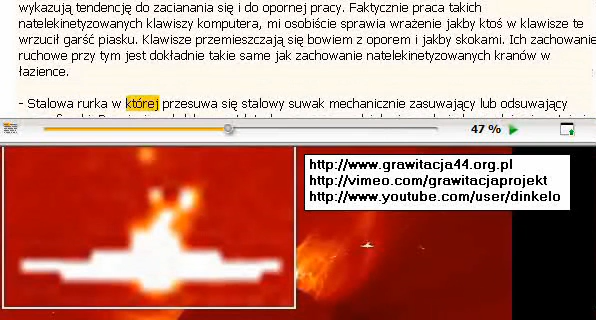 wykazują tendencję do zacianania się i do opornej pracy. Faktycznie praca takich
natelekinetyzowanych klawiszy komputera, mi osobiście sprawia wrażenie jakby ktoś w klawisze te
wrzucił garść piasku. Klawisze przemieszczają się bowiem z oporem i jakby skokami. Ich zachowanie
ruchowe przy tym jest dokładnie takie same jak zachowanie natelekinetyzowanych kranów w
łazience.
- Stalowa rurka w której przesuwa się stalowy suwak mechanicznie zasuwający lub odsuwający
47 %
http://www.grawitacja44.org.pl
http://vimeo.com/grawitacjaprojekt
http://www.youtube.com/user/dinkelo